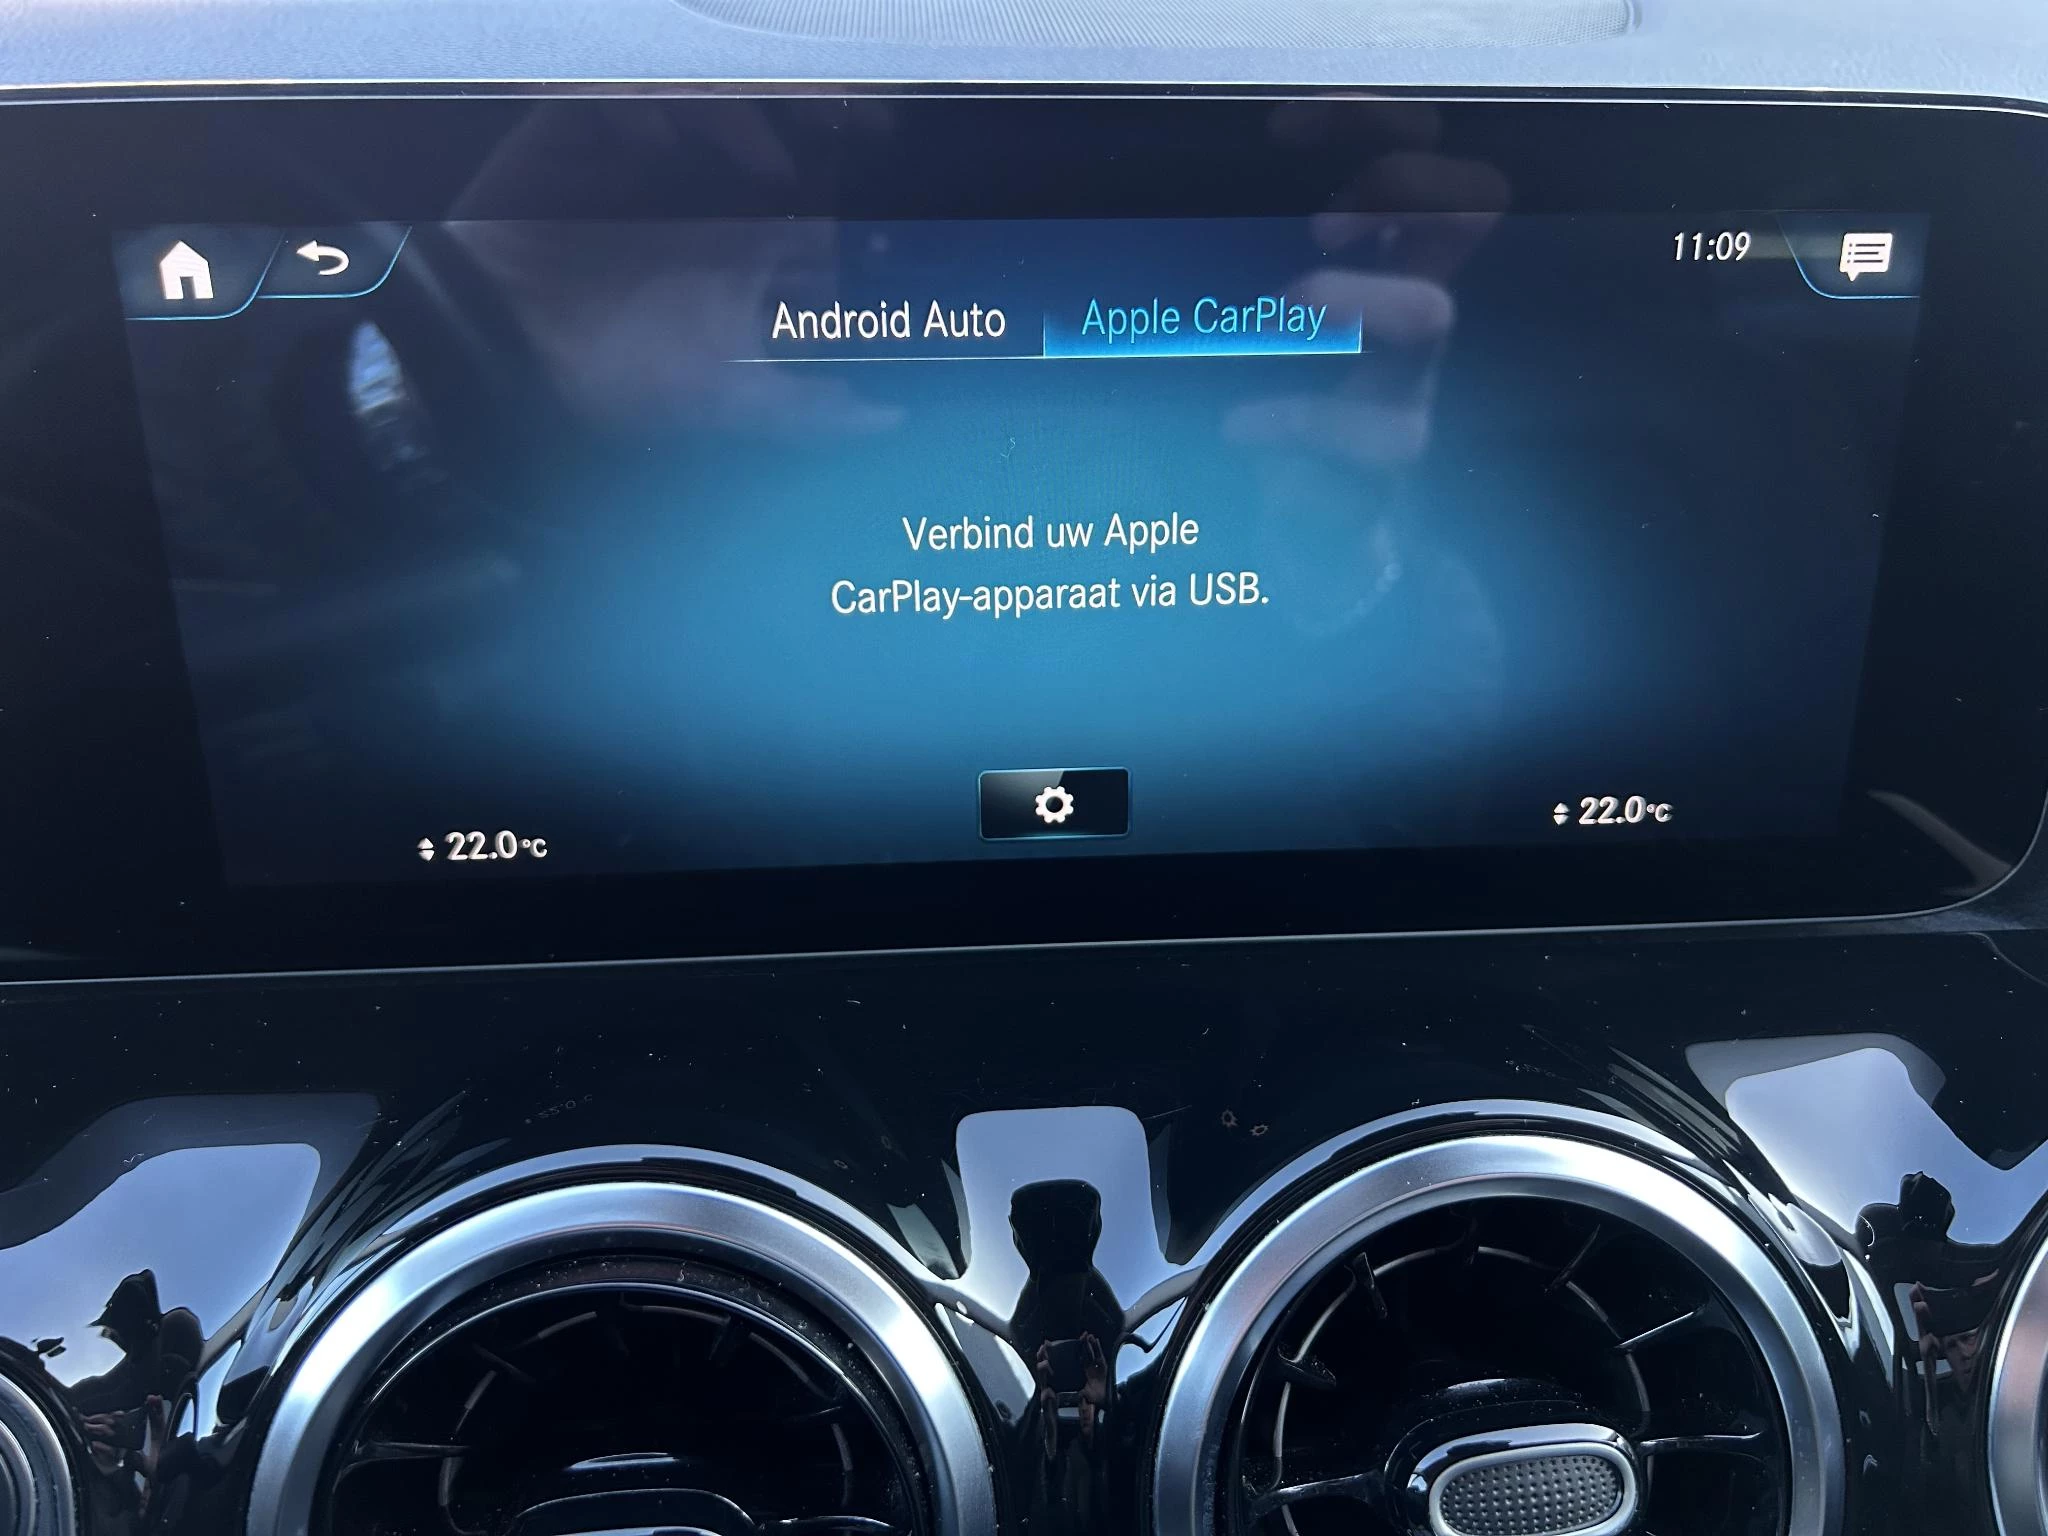 11:09
Android Auto Apple CarPlay
Verbind uw Apple
CarPlay-apparaat via USB.
22.0°C
22.0°C